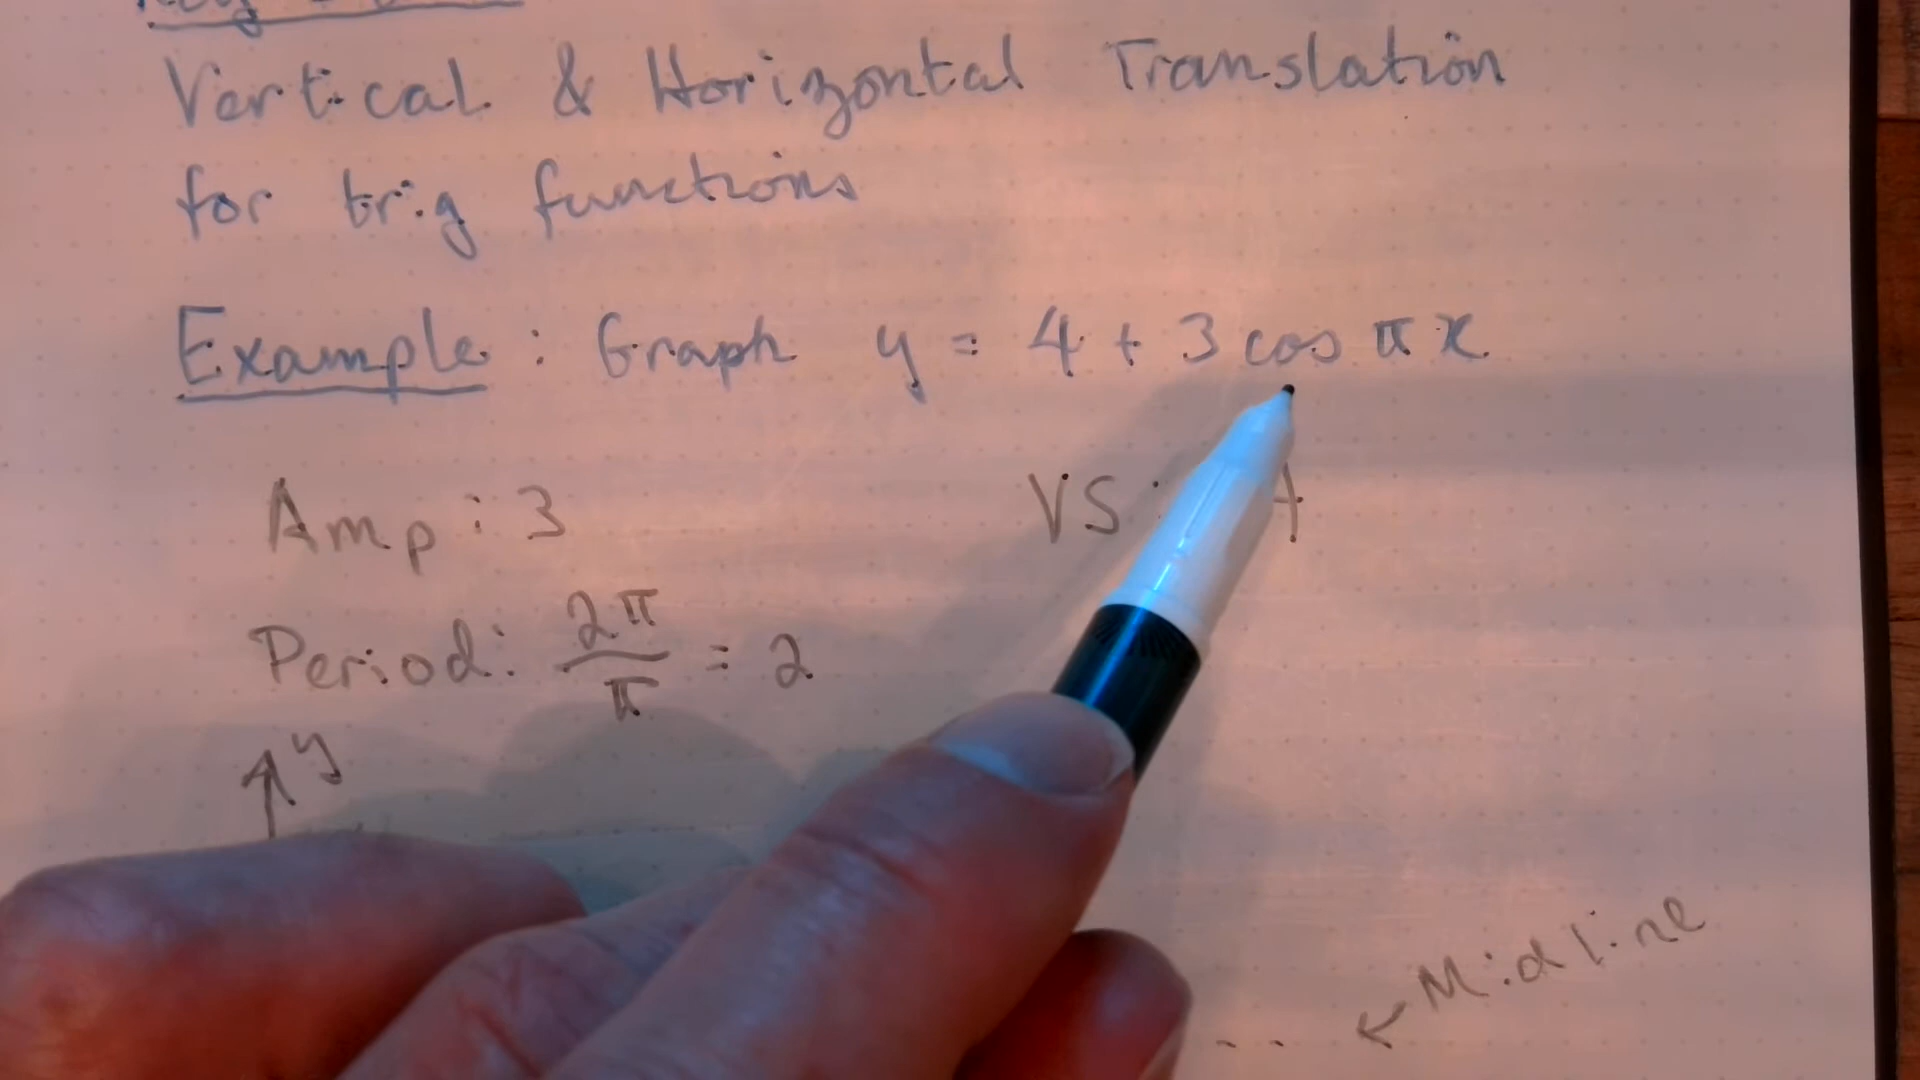 Vertical & Horizontal Translation
for trig functions
Example: Graph y = 4 + 3 cos πx
Amp: 3
VS:
Period: 2π/π = 2
y
← Midline